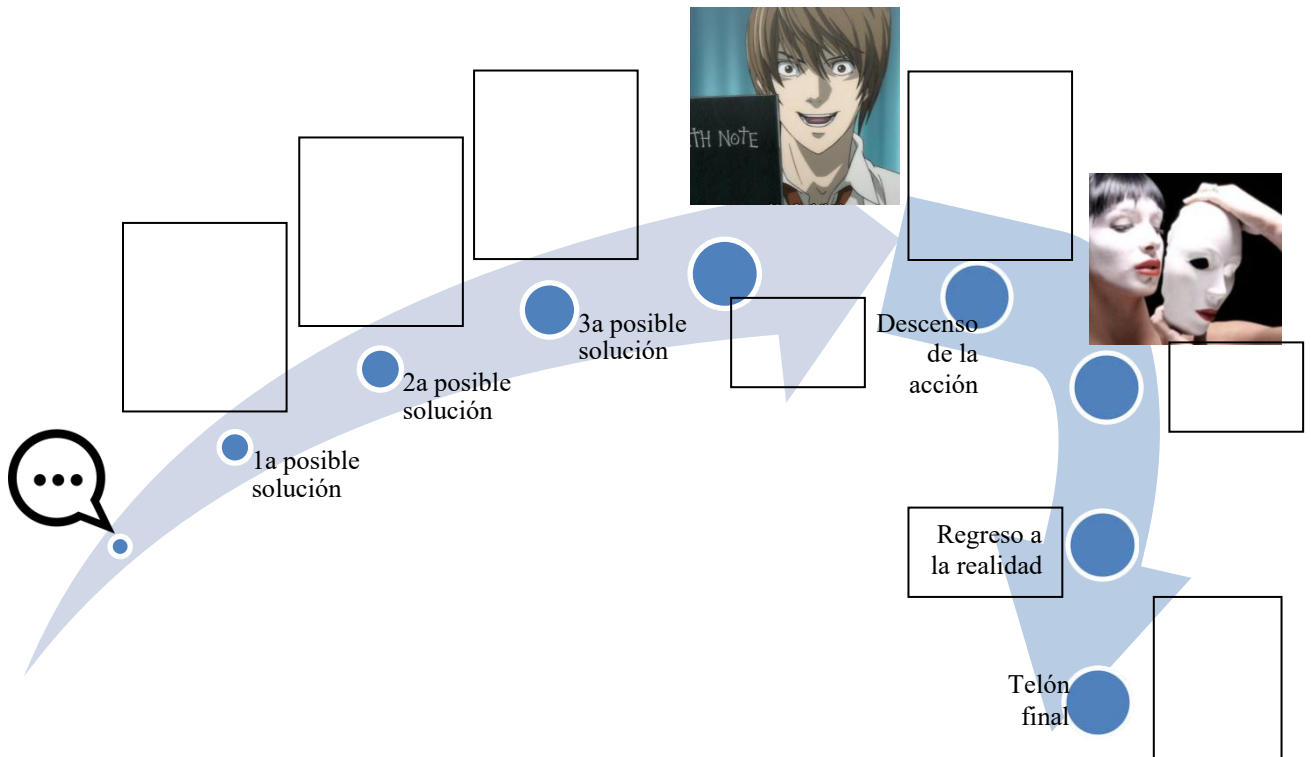 TH NOTE
3a posible
solución
Descenso
de la
acción
2a posible
solución
1a posible
solución
Regreso a
la realidad
Telón
final